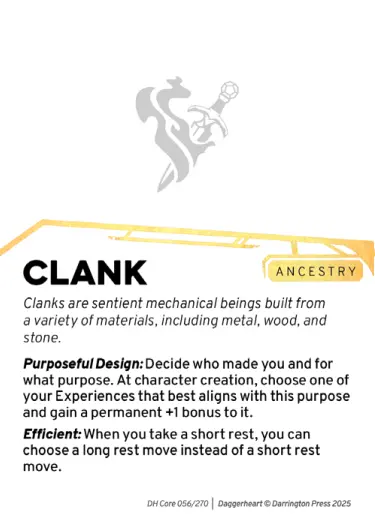 CLANK
ANCESTRY
Clanks are sentient mechanical beings built from
a variety of materials, including metal, wood, and
stone.
Purposeful Design: Decide who made you and for
what purpose. At character creation, choose one of
your Experiences that best aligns with this purpose
and gain a permanent +1 bonus to it.
Efficient: When you take a short rest, you can
choose a long rest move instead of a short rest
move.
DH Core 056/270 | Daggerheart © Darrington Press 2025